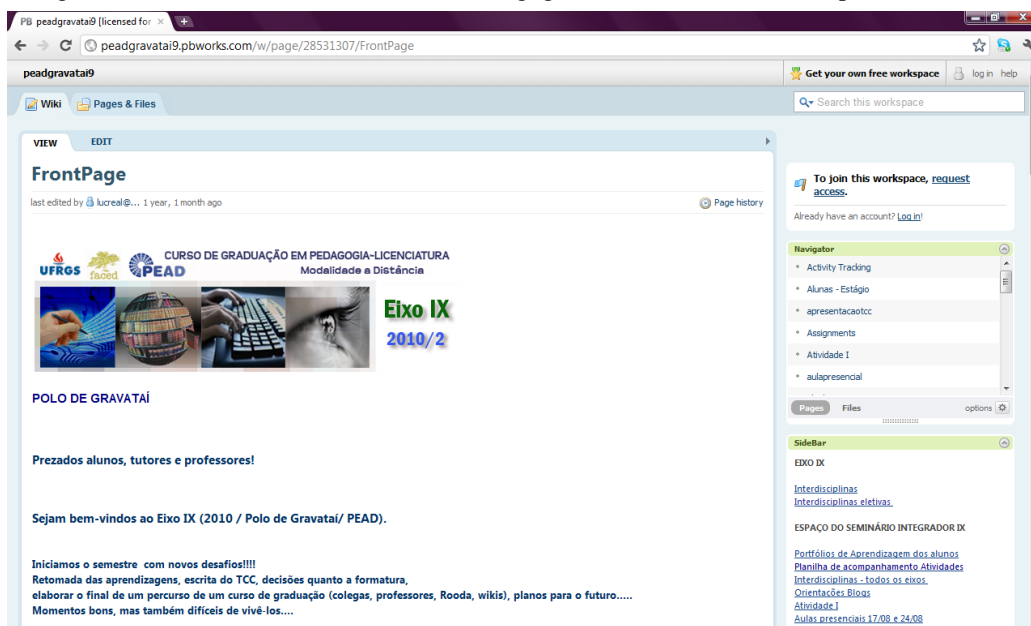 PB peadgravatai9 [licensed for
peadgravatai9.pbworks.com/w/page/28531307/FrontPage
peadgravatai9
Get your own free workspace
log in help
Wiki
Pages & Files
Search this workspace
VIEW
EDIT
FrontPage
last edited by lucreal@... 1 year, 1 month ago
Page history
UFRGS
faced
PEAD
CURSO DE GRADUAÇÃO EM PEDAGOGIA-LICENCIATURA
Modalidade a Distância
Eixo IX
2010/2
POLO DE GRAVATAÍ
Prezados alunos, tutores e professores!
Sejam bem-vindos ao Eixo IX (2010 / Polo de Gravataí/ PEAD).
Iniciamos o semestre com novos desafios!!!!
Retomada das aprendizagens, escrita do TCC, decisões quanto a formatura,
elaborar o final de um percurso de um curso de graduação (colegas, professores, Rooda, wikis), planos para o futuro.....
Momentos bons, mas também difíceis de vivê-los....
To join this workspace, request
access.
Already have an account? Log in!
Navigator
Activity Tracking
Alunas - Estágio
apresentacaotcc
Assignments
Atividade I
aulapresencial
Pages
Files
options
SideBar
EIXO IX
Interdisciplinas
Interdisciplinas eletivas
ESPAÇO DO SEMINÁRIO INTEGRADOR IX
Portfólios de Aprendizagem dos alunos
Planilha de acompanhamento Atividades
Interdisciplinas - todos os eixos
Orientações Blogs
Atividade I
Aulas presenciais 17/08 e 24/08